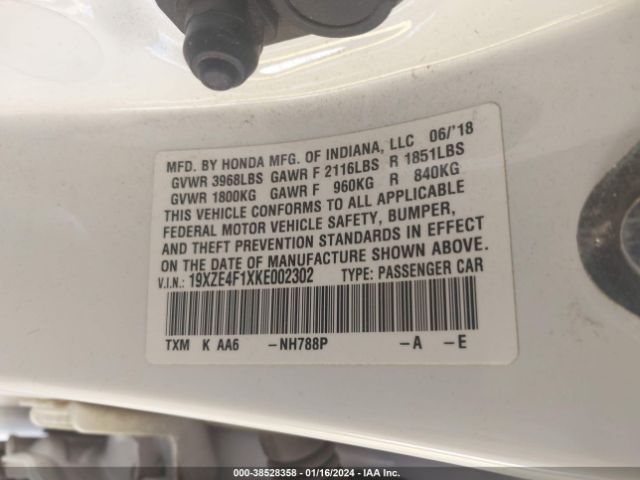 MFD. BY HONDA MFG. OF INDIANA, LLC 06/'18
GVWR 3968LBS GAWR F 2116LBS R 1851LBS
GVWR 1800KG GAWR F 960KG R 840KG
THIS VEHICLE CONFORMS TO ALL APPLICABLE
FEDERAL MOTOR VEHICLE SAFETY, BUMPER,
AND THEFT PREVENTION STANDARDS IN EFFECT
ON THE DATE OF MANUFACTURE SHOWN ABOVE.
V.I.N.: 19XZE4F1XKE002302 TYPE: PASSENGER CAR
TXM K AA6 -NH788P -A -E
000-38528358 - 01/16/2024 - IAA Inc.